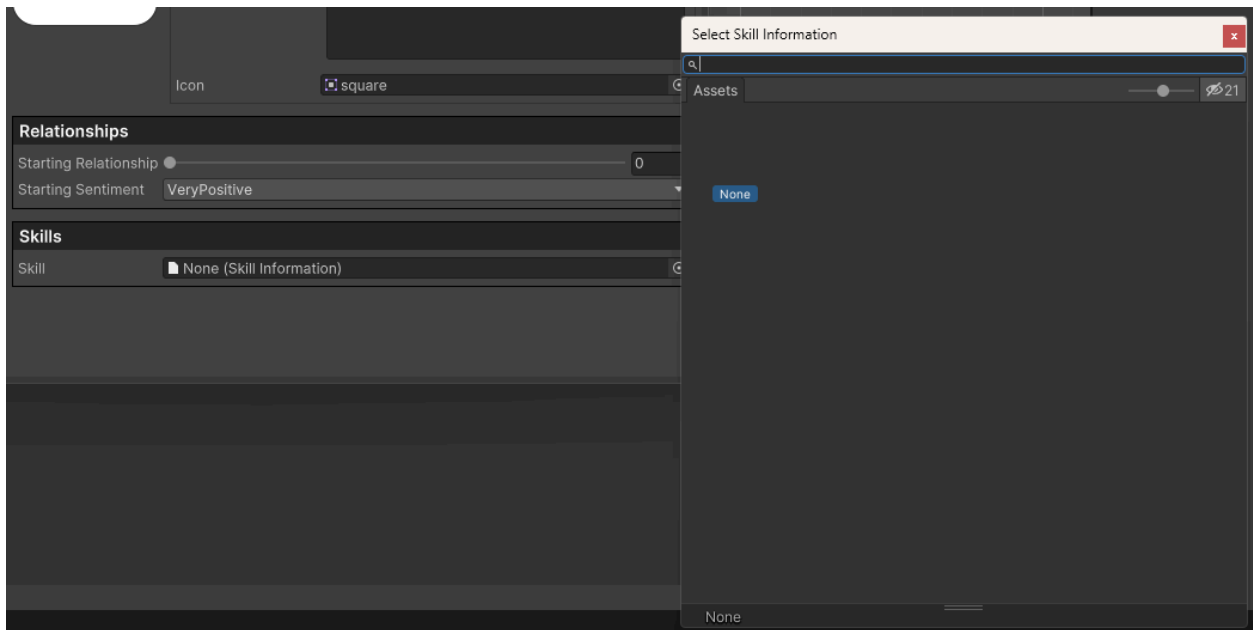 Select Skill Information
x
Icon
square
Assets
21
Relationships
Starting Relationship
0
Starting Sentiment
VeryPositive
None
Skills
Skill
None (Skill Information)
None